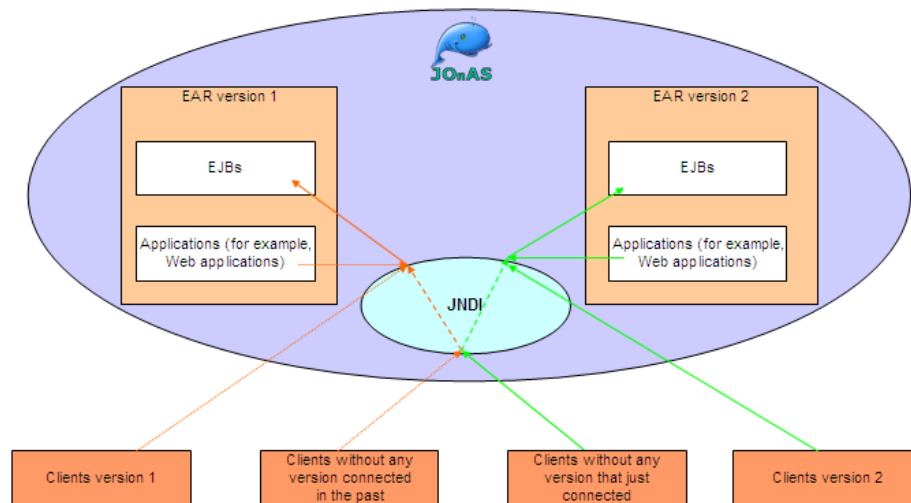 JOnAS
EAR version 1
EAR version 2
EJBs
EJBs
Applications (for example,
Web applications)
Applications (for example,
Web applications)
JNDI
Clients version 1
Clients without any
version connected
in the past
Clients without any
version that just
connected
Clients version 2